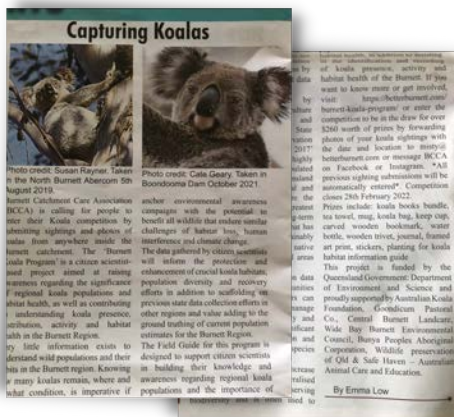 Capturing Koalas
Photo credit: Susan Rayner. Taken
in the North Burnett Abercorn 5th
August 2019.
Photo credit: Cate Geary. Taken in
Boondooma Dam October 2021.
Burnett Catchment Care Association
(BCCA) is calling for people to
enter their Koala competition by
submitting sightings and photos of
koalas from anywhere inside the
Burnett catchment. The 'Burnett
Koala Program' is a citizen scientist-
based project aimed at raising
awareness regarding the significance
of regional koala populations and
habitat health, as well as contributing
understanding koala presence,
distribution, activity and habitat
health in the Burnett Region.
Very little information exists to
understand wild populations and their
habits in the Burnett region. Knowing
how many koalas remain, where and
what condition, is imperative if
anchor environmental awareness
campaigns with the potential to
benefit all wildlife that endure similar
challenges of habitat loss, human
interference and climate change.
The data gathered by citizen scientists
will inform the protection and
enhancement of crucial koala habitats,
population diversity and recovery
efforts in addition to scaffolding on
previous state data collection efforts in
other regions and value adding to the
ground truthing of current population
estimates for the Burnett Region.
The Field Guide for this program is
designed to support citizen scientists
in building their knowledge and
awareness regarding regional koala
populations and the importance of
biodiversity and is often used to
of koala presence, activity and
habitat health of the Burnett. If you
want to know more or get involved,
visit: https://betterburnett.com/
burnett-koala-program/ or enter the
competition to be in the draw for over
$260 worth of prizes by forwarding
photos of your koala sightings with
the date and location to misty@
betterburnett.com or message BCCA
on Facebook or Instagram. *All
previous sighting submissions will be
automatically entered*. Competition
closes 28th February 2022.
Prizes include koala books bundle,
tea towel, mug, koala bag, keep cup,
carved wooden bookmark, water
bottle, wooden trivet, journal, framed
art print, stickers, planting for koala
habitat information guide
This project is funded by the
Queensland Government: Department
of Environment and Science and
proudly supported by Australian Koala
Foundation, Goondicum Pastoral
Co., Central Burnett Landcare,
Wide Bay Burnett Environmental
Council, Bunya Peoples Aboriginal
Corporation, Wildlife preservation
of Qld & Safe Haven – Australian
Animal Care and Education.
By Emma Low